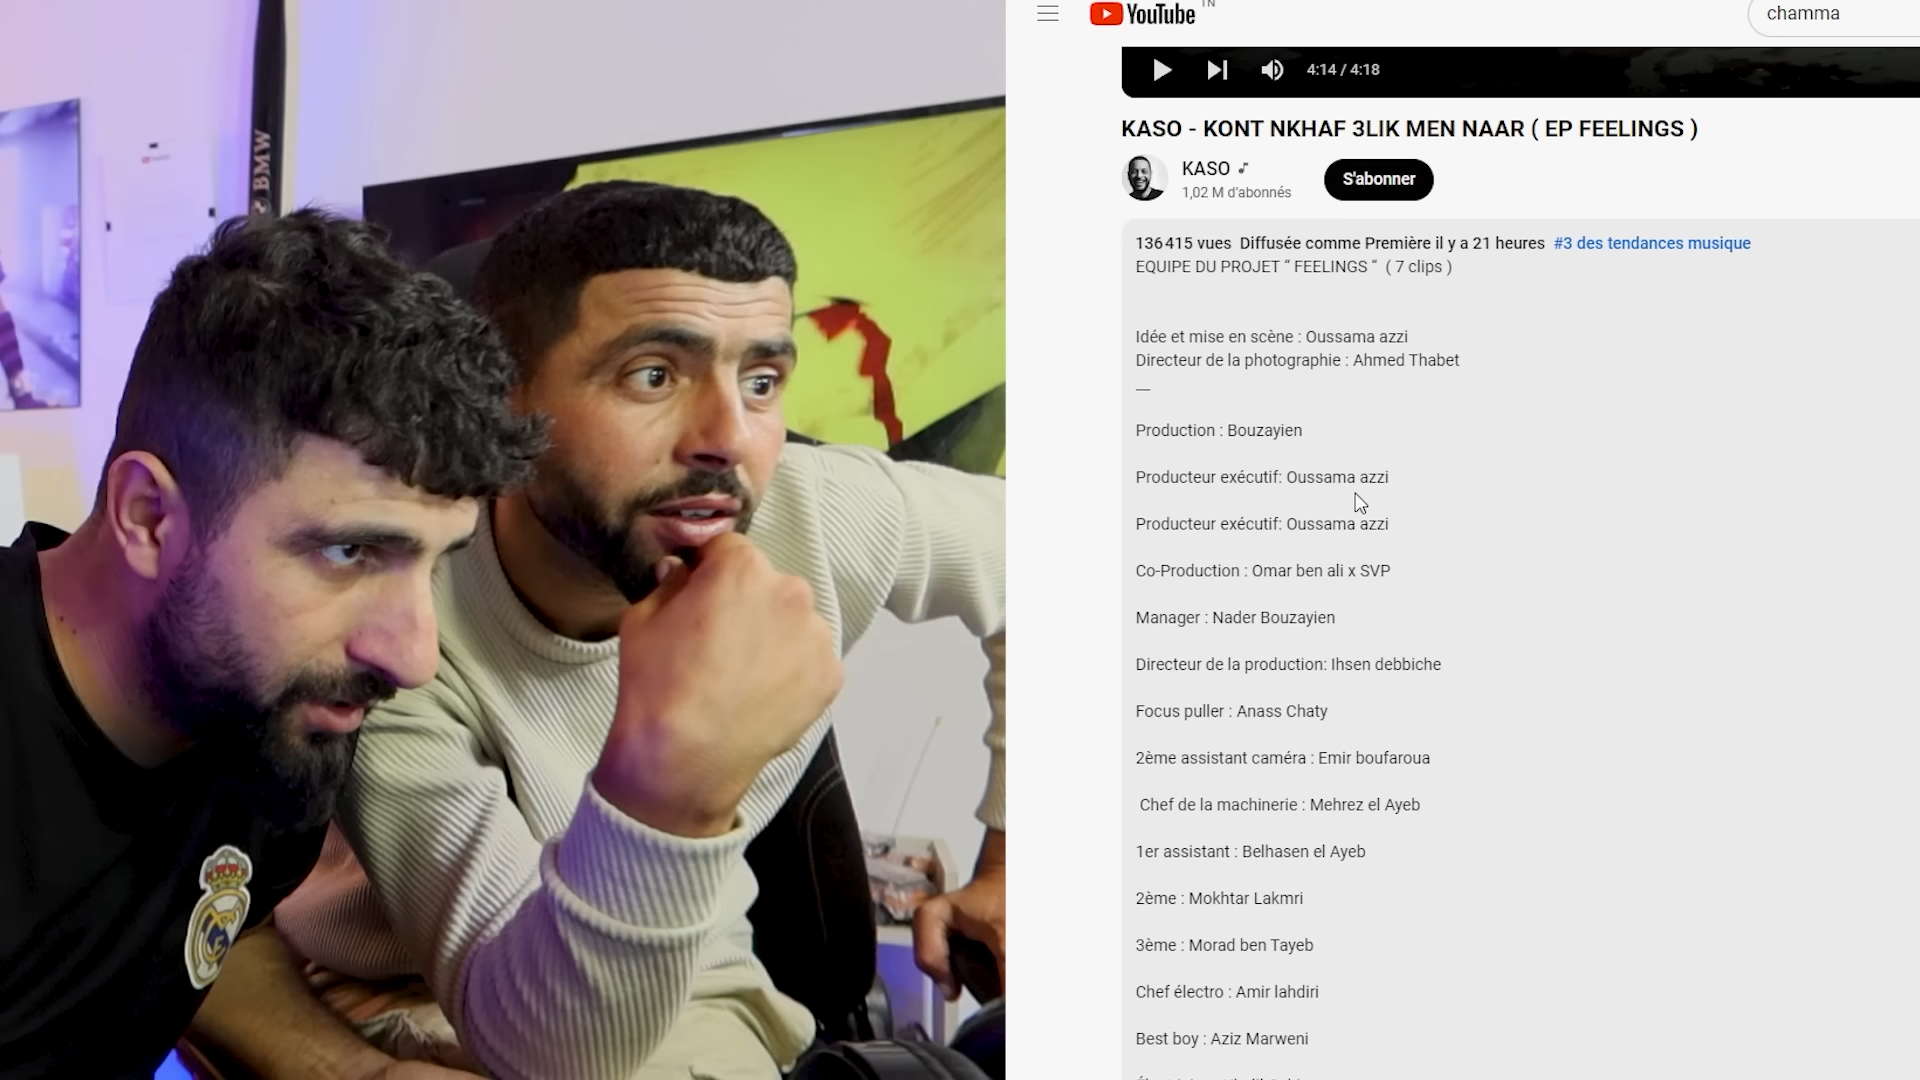 BMW
YouTube TN
chamma
4:14 / 4:18
KASO - KONT NKHAF 3LIK MEN NAAR ( EP FEELINGS )
KASO
1,02 M d'abonnés
S'abonner
136 415 vues Diffusée comme Première il y a 21 heures #3 des tendances musique
EQUIPE DU PROJET “ FEELINGS “ ( 7 clips )
Idée et mise en scène : Oussama azzi
Directeur de la photographie : Ahmed Thabet
—
Production : Bouzayien
Producteur exécutif: Oussama azzi
Producteur exécutif: Oussama azzi
Co-Production : Omar ben ali x SVP
Manager : Nader Bouzayien
Directeur de la production: Ihsen debbiche
Focus puller : Anass Chaty
2ème assistant caméra : Emir boufaroua
Chef de la machinerie : Mehrez el Ayeb
1er assistant : Belhasen el Ayeb
2ème : Mokhtar Lakmri
3ème : Morad ben Tayeb
Chef électro : Amir lahdiri
Best boy : Aziz Marweni